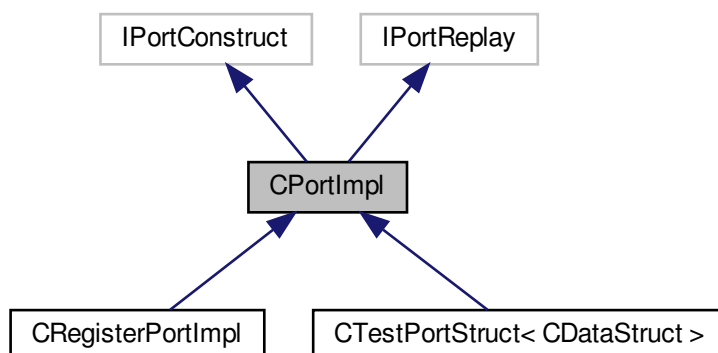 IPortConstruct
IPortReplay
CPortImpl
CRegisterPortImpl
CTestPortStruct< CDataStruct >